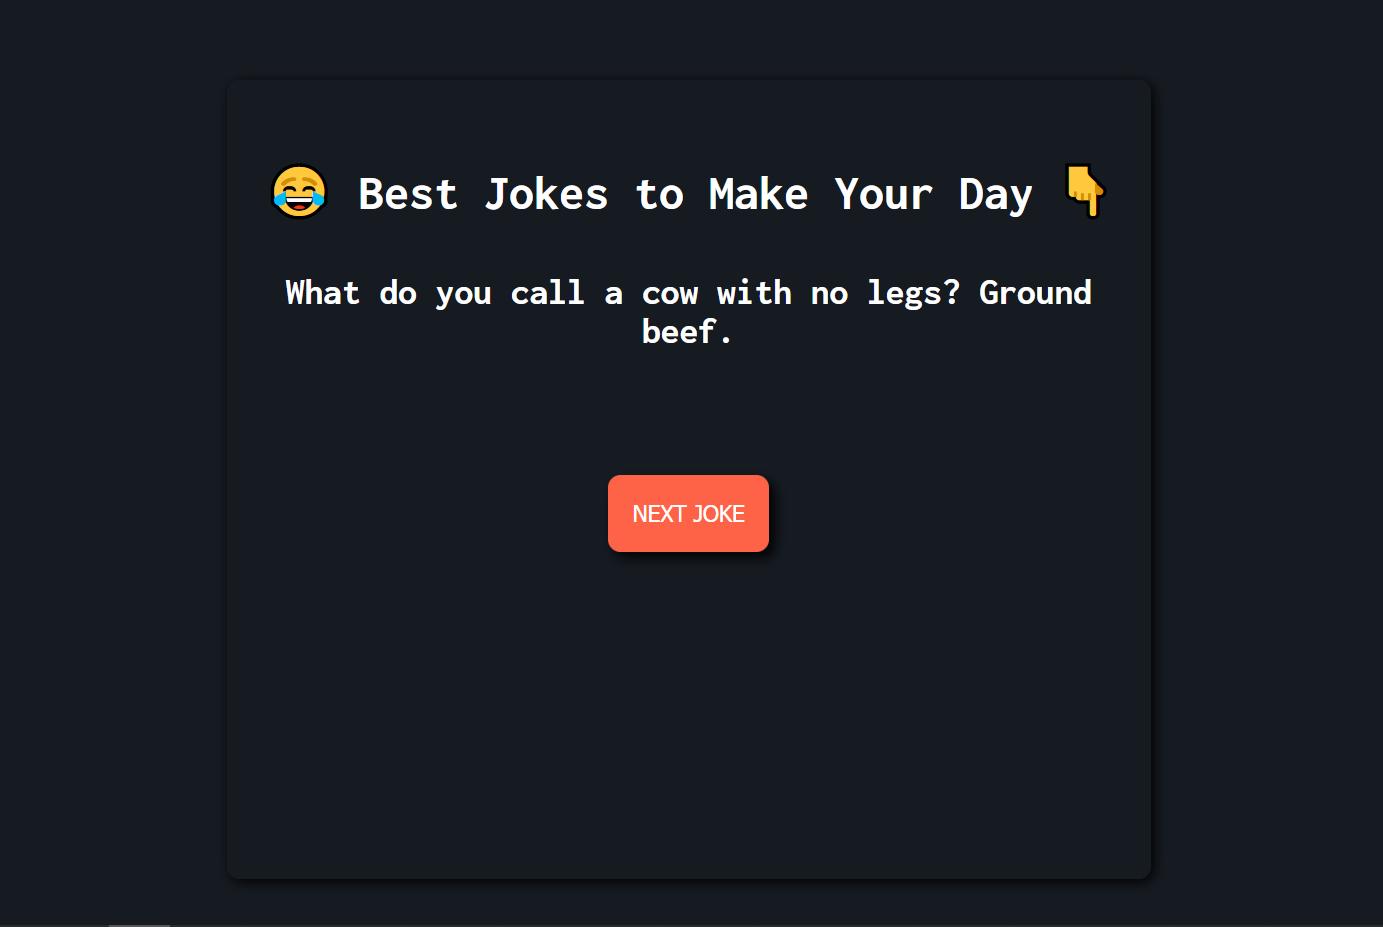 😂 Best Jokes to Make Your Day 👇
What do you call a cow with no legs? Ground
beef.
NEXT JOKE